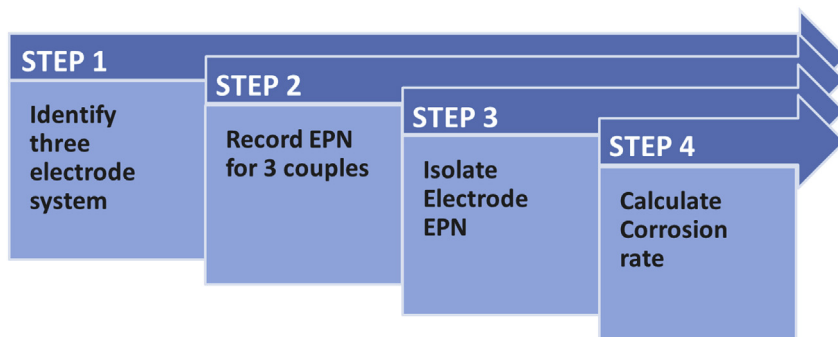 STEP 1
Identify
three
electrode
system
STEP 2
Record EPN
for 3 couples
STEP 3
Isolate
Electrode
EPN
STEP 4
Calculate
Corrosion
rate